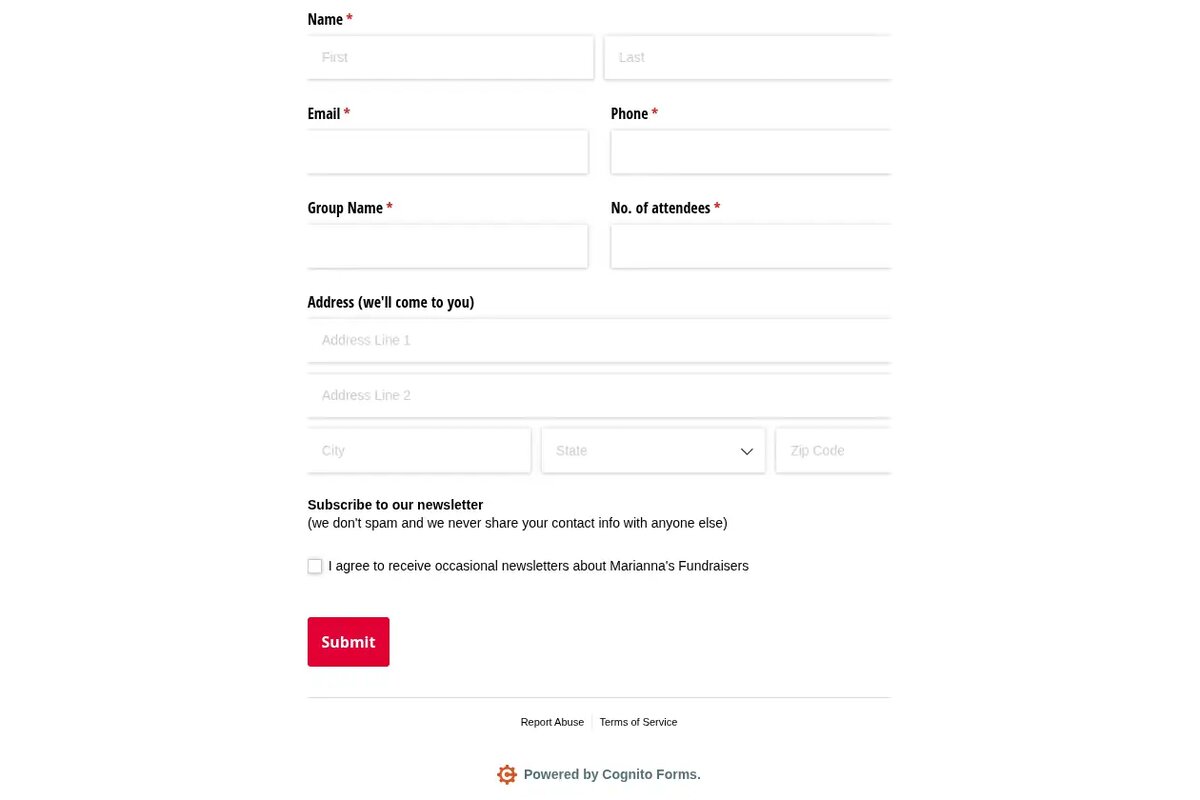 Name *
First Last
Email * Phone *
Group Name * No. of attendees *
Address (we'll come to you)
Address Line 1
Address Line 2
City State Zip Code
Subscribe to our newsletter
(we don't spam and we never share your contact info with anyone else)
I agree to receive occasional newsletters about Marianna's Fundraisers
Submit
Report Abuse Terms of Service
Powered by Cognito Forms.